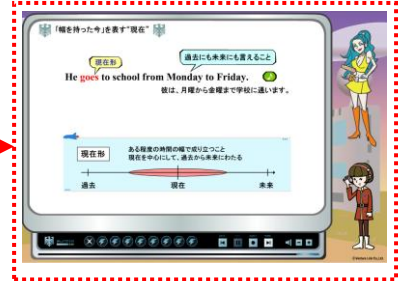 「幅を持った今」を表す“現在”
現在形
過去にも未来にも言えること
He goes to school from Monday to Friday.
彼は、月曜から金曜まで学校に通います。
現在形
ある程度の時間の幅で成り立つこと
現在を中心にして、過去から未来にわたる
過去 現在 未来